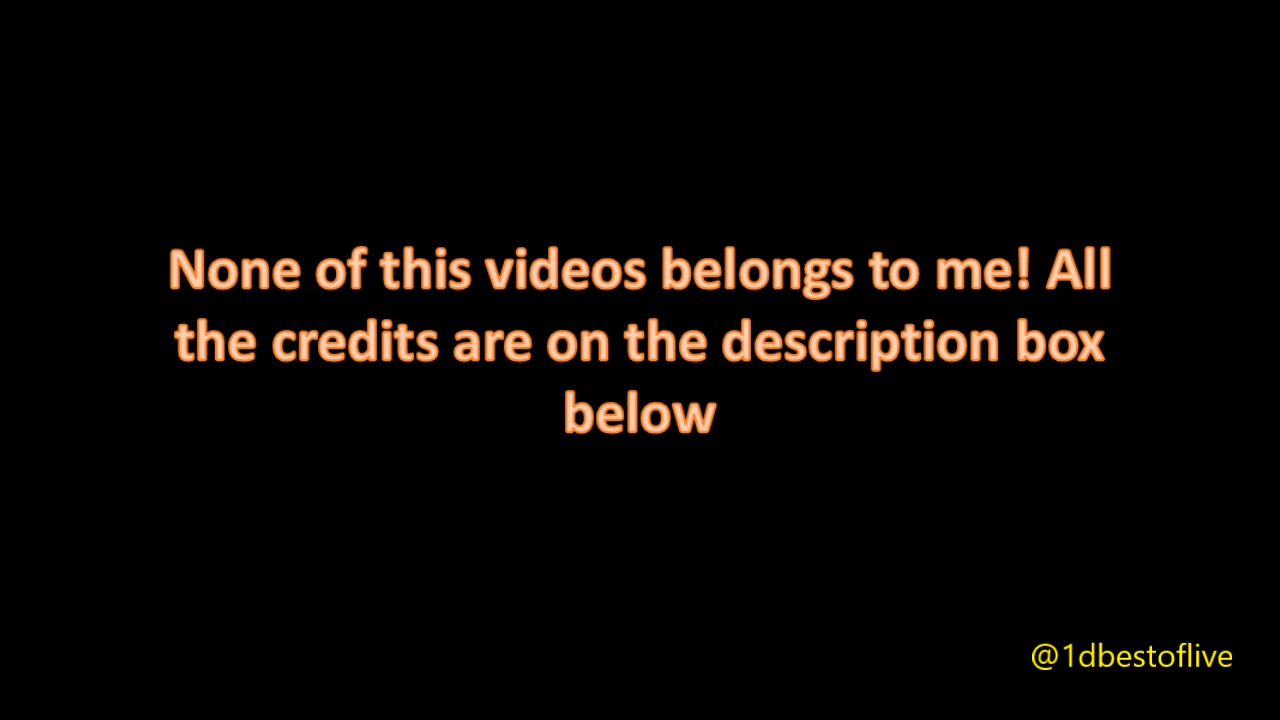 None of this videos belongs to me! All
the credits are on the description box
below
@1dbestoflive